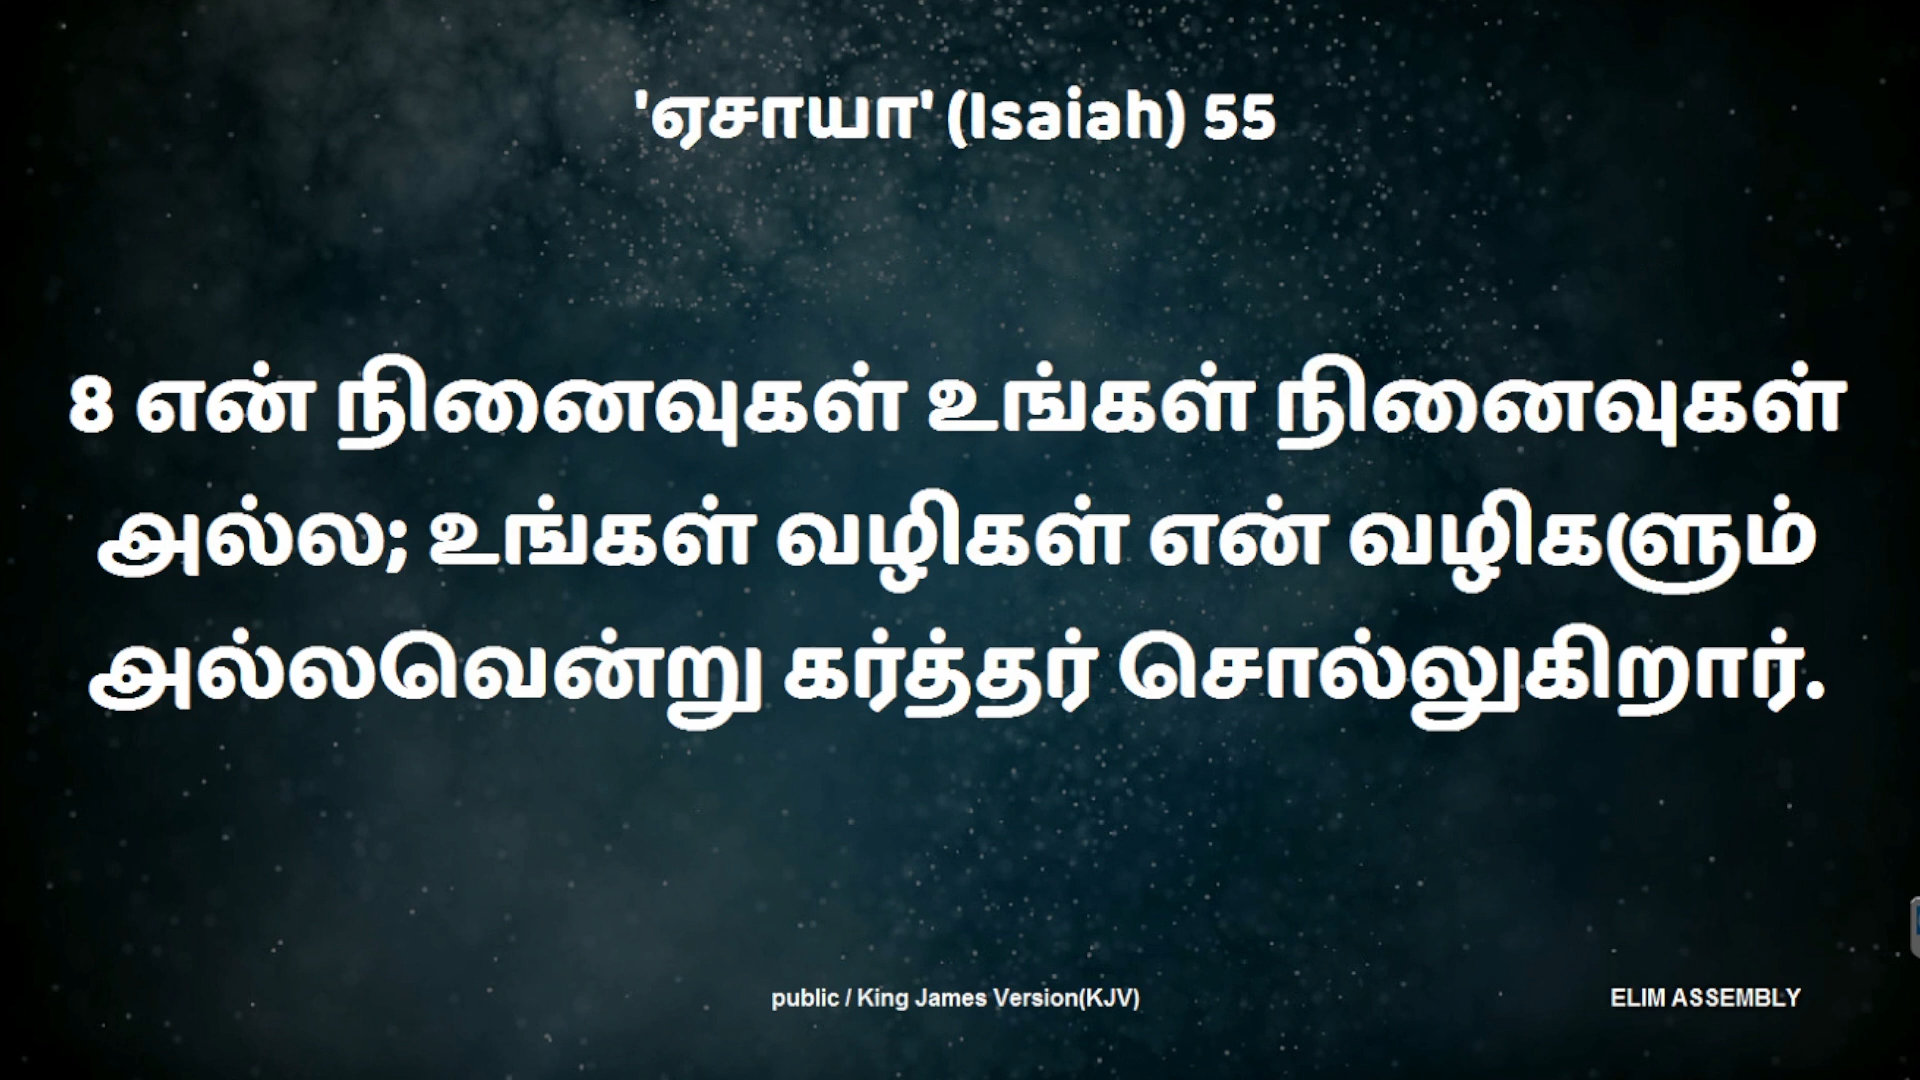 'ஏசாயா' (Isaiah) 55
8 என் நினைவுகள் உங்கள் நினைவுகள்
அல்ல; உங்கள் வழிகள் என் வழிகளும்
அல்லவென்று கர்த்தர் சொல்லுகிறார்.
public / King James Version(KJV)
ELIM ASSEMBLY